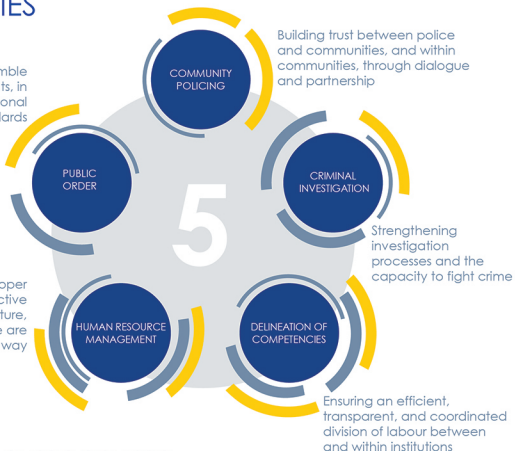 IES
COMMUNITY
POLICING
Building trust between police
and communities, and within
communities, through dialogue
and partnership
mble
ts, in
onal
dards
PUBLIC
ORDER
CRIMINAL
INVESTIGATION
5
Strengthening
investigation
processes and the
capacity to fight crime
oper
ctive
ture,
e are
way
HUMAN RESOURCE
MANAGEMENT
DELINEATION OF
COMPETENCIES
Ensuring an efficient,
transparent, and coordinated
division of labour between
and within institutions